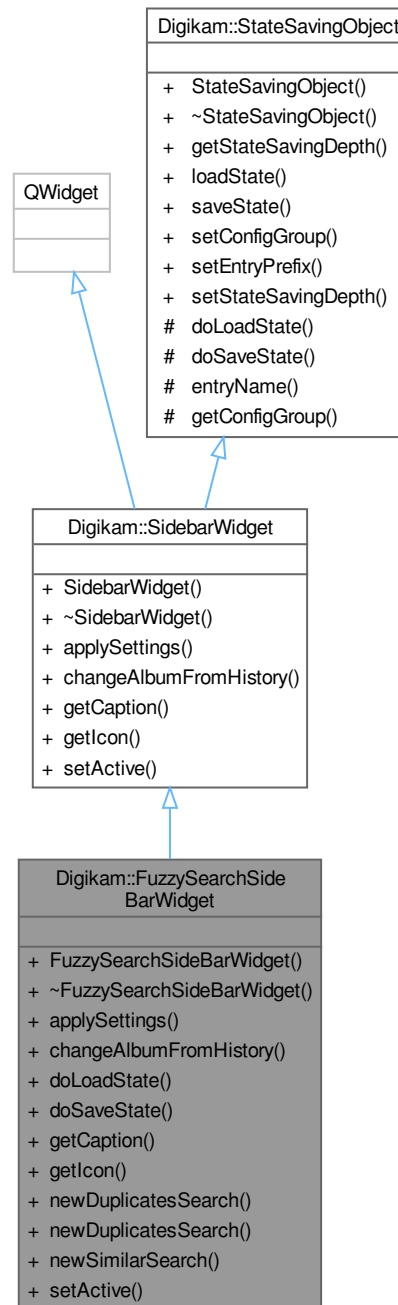 Digikam::StateSavingObject
+ StateSavingObject()
+ ~StateSavingObject()
+ getStateSavingDepth()
+ loadState()
+ saveState()
+ setConfigGroup()
+ setEntryPrefix()
+ setStateSavingDepth()
# doLoadState()
# doSaveState()
# entryName()
# getConfigGroup()
QWidget
Digikam::SidebarWidget
+ SidebarWidget()
+ ~SidebarWidget()
+ applySettings()
+ changeAlbumFromHistory()
+ getCaption()
+ getIcon()
+ setActive()
Digikam::FuzzySearchSide
BarWidget
+ FuzzySearchSideBarWidget()
+ ~FuzzySearchSideBarWidget()
+ applySettings()
+ changeAlbumFromHistory()
+ doLoadState()
+ doSaveState()
+ getCaption()
+ getIcon()
+ newDuplicatesSearch()
+ newDuplicatesSearch()
+ newSimilarSearch()
+ setActive()